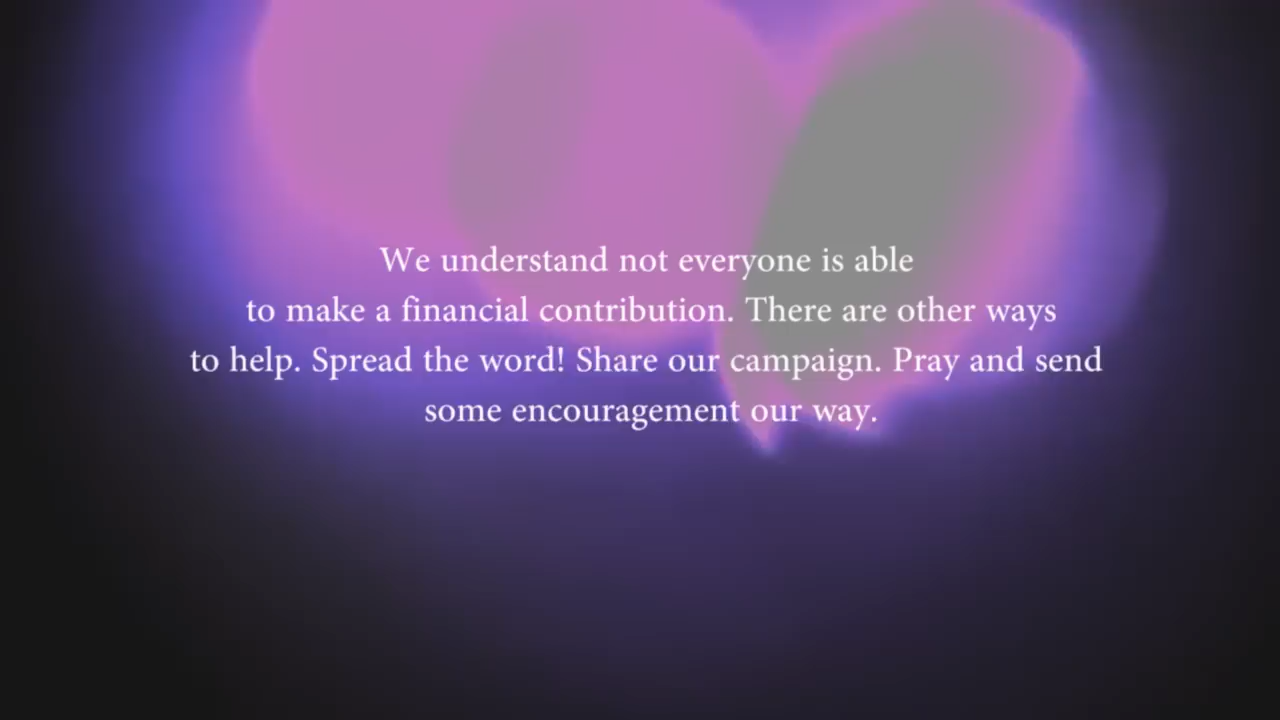 We understand not everyone is able
to make a financial contribution. There are other ways
to help. Spread the word! Share our campaign. Pray and send
some encouragement our way.